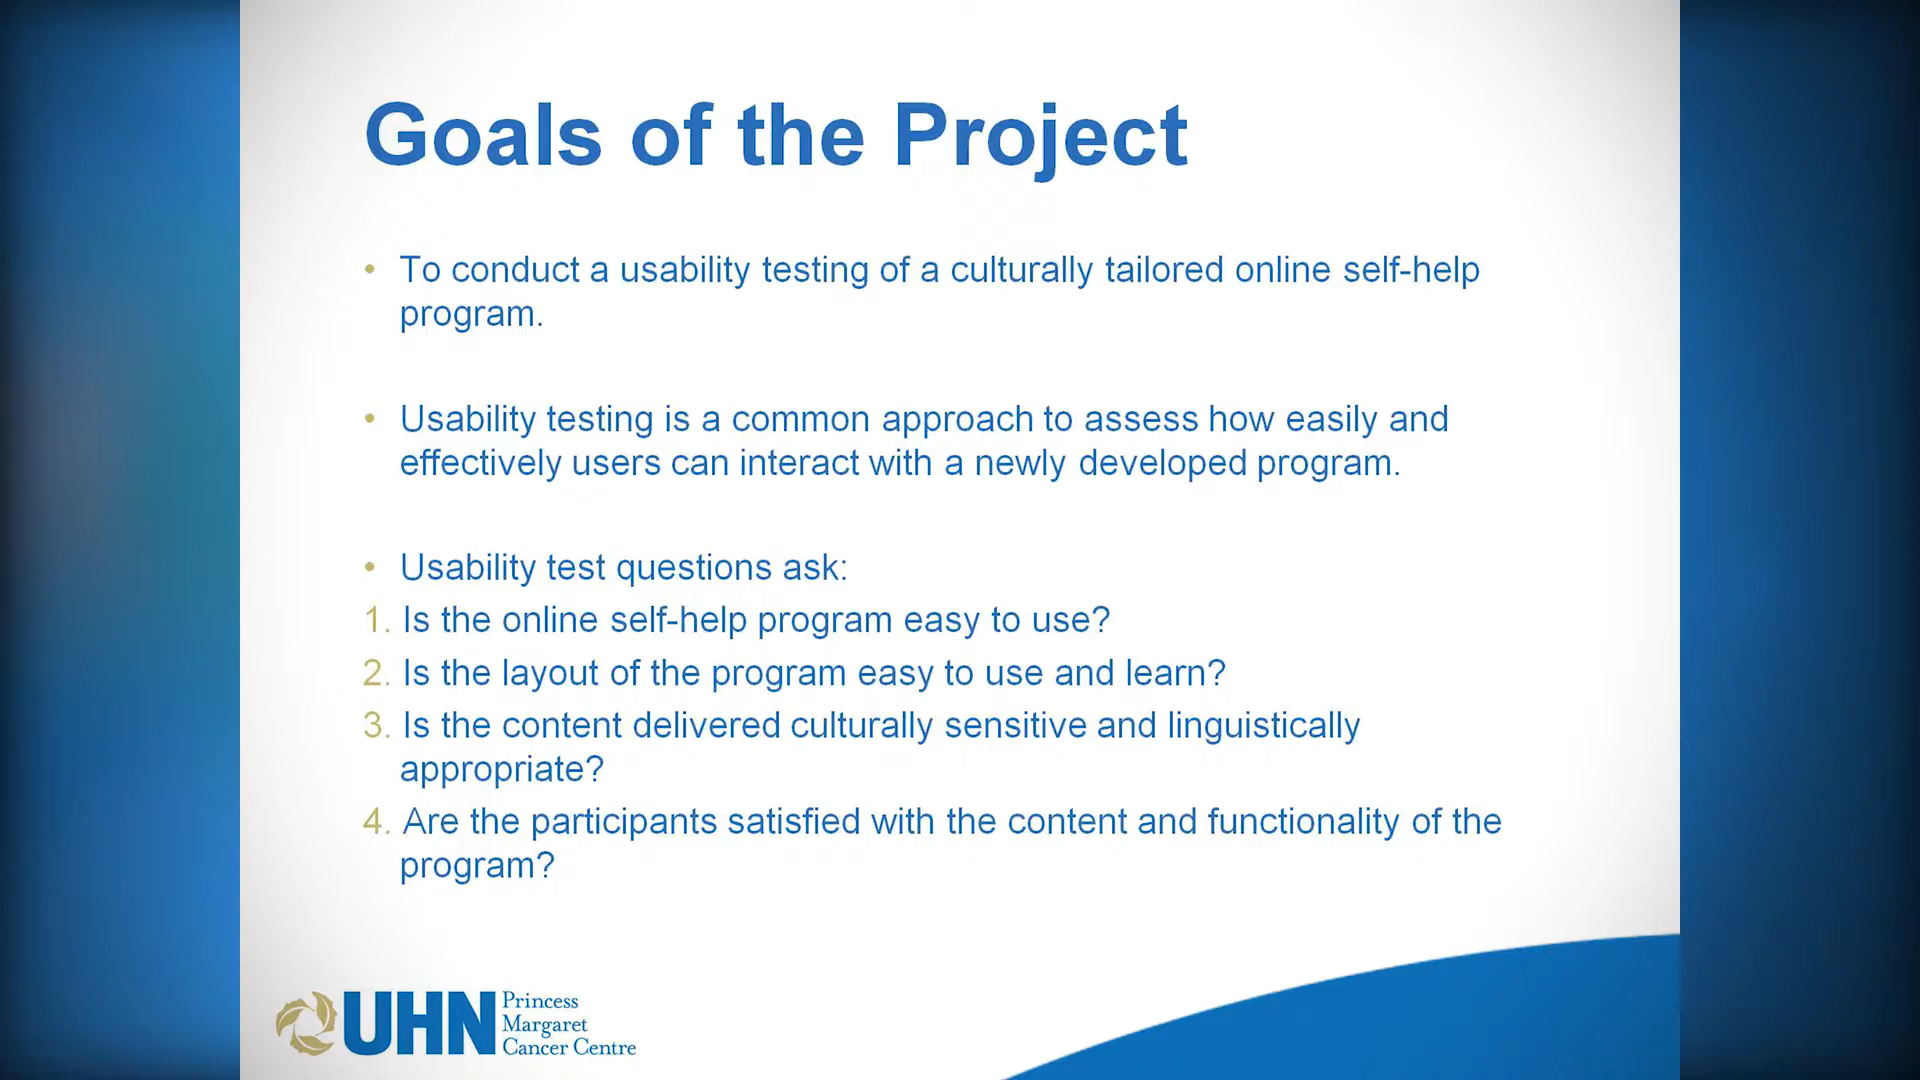 Goals of the Project
• To conduct a usability testing of a culturally tailored online self-help
program.
• Usability testing is a common approach to assess how easily and
effectively users can interact with a newly developed program.
• Usability test questions ask:
1. Is the online self-help program easy to use?
2. Is the layout of the program easy to use and learn?
3. Is the content delivered culturally sensitive and linguistically
appropriate?
4. Are the participants satisfied with the content and functionality of the
program?
UHN
Princess
Margaret
Cancer Centre